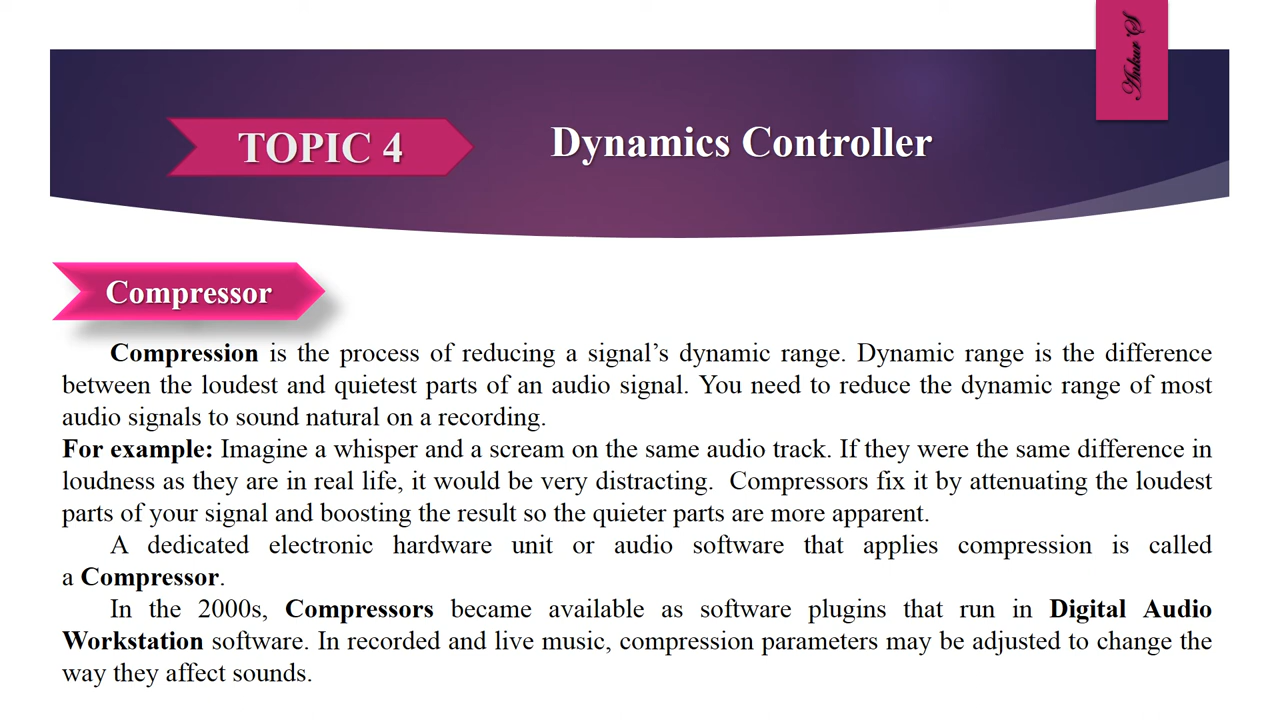 Ankur S
TOPIC 4
Dynamics Controller
Compressor
Compression is the process of reducing a signal’s dynamic range. Dynamic range is the difference
between the loudest and quietest parts of an audio signal. You need to reduce the dynamic range of most
audio signals to sound natural on a recording.
For example: Imagine a whisper and a scream on the same audio track. If they were the same difference in
loudness as they are in real life, it would be very distracting.  Compressors fix it by attenuating the loudest
parts of your signal and boosting the result so the quieter parts are more apparent.
A dedicated electronic hardware unit or audio software that applies compression is called
a Compressor.
In the 2000s, Compressors became available as software plugins that run in Digital Audio
Workstation software. In recorded and live music, compression parameters may be adjusted to change the
way they affect sounds.